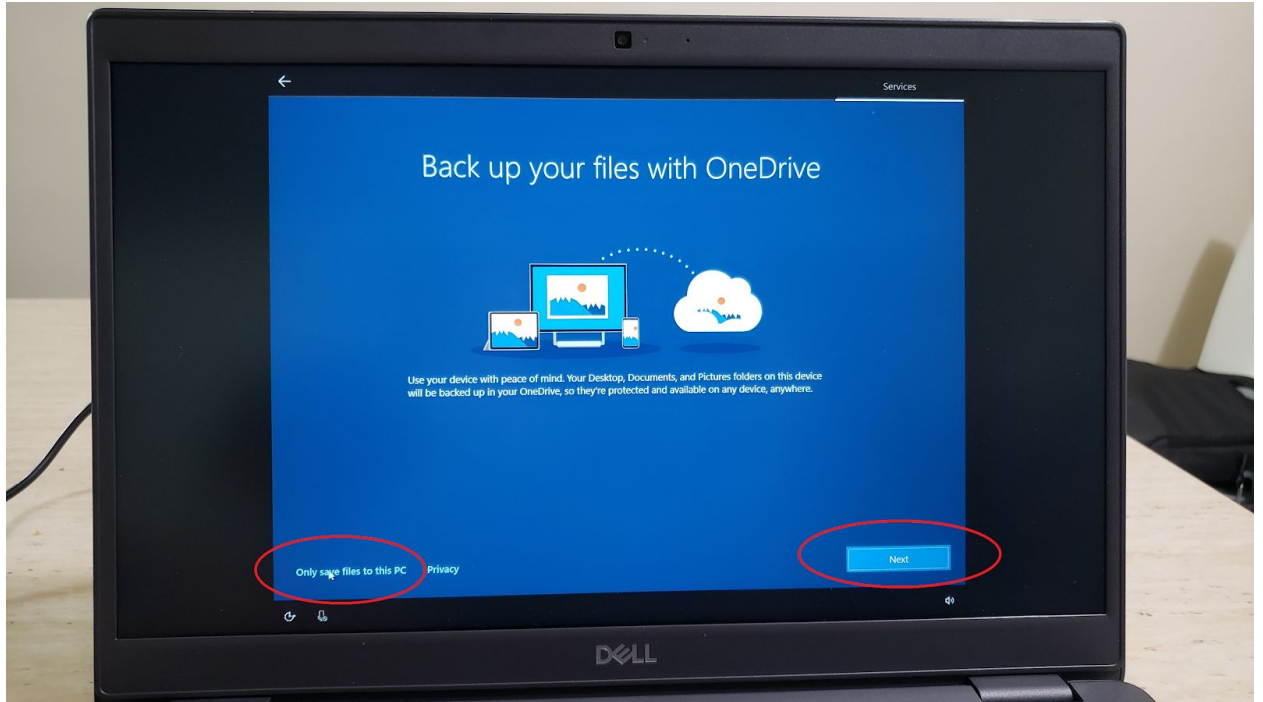 Services
Back up your files with OneDrive
Use your device with peace of mind. Your Desktop, Documents, and Pictures folders on this device
will be backed up in your OneDrive, so they're protected and available on any device, anywhere.
Only save files to this PC
Privacy
Next
DELL